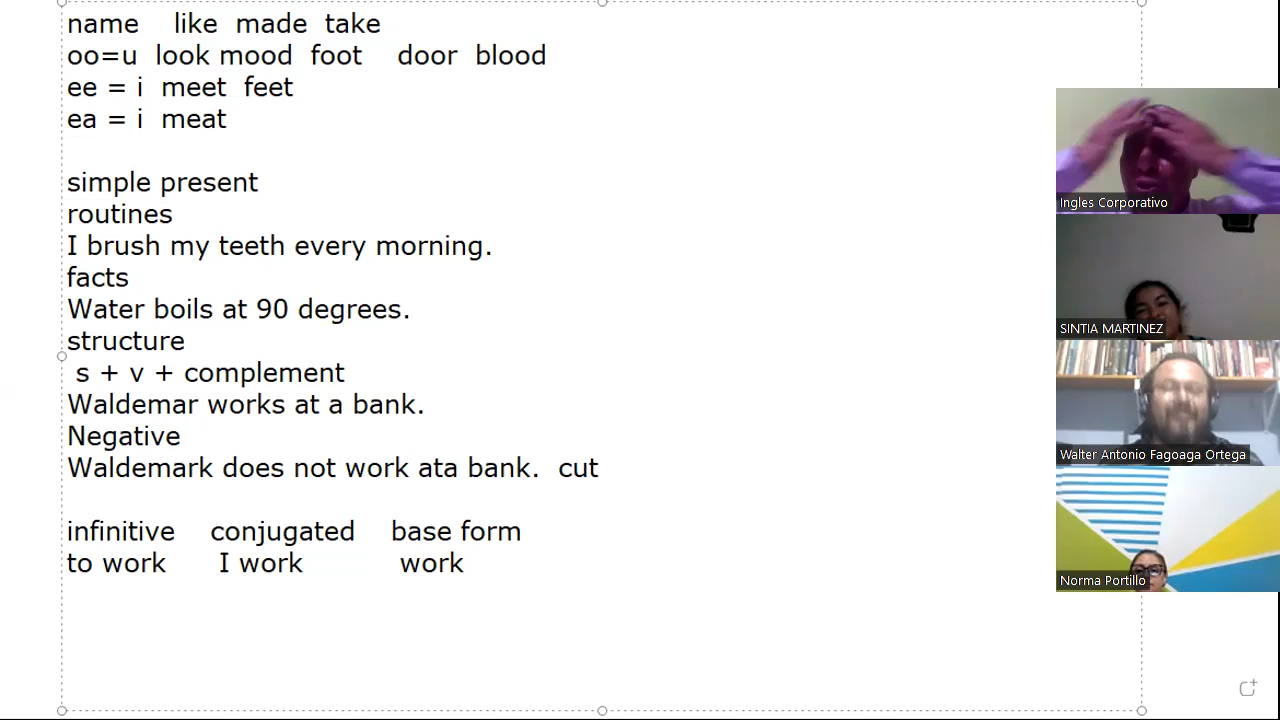 name like made take
oo=u look mood foot door blood
ee = i meet feet
ea = i meat
simple present
routines
I brush my teeth every morning.
facts
Water boils at 90 degrees.
structure
s + v + complement
Waldemar works at a bank.
Negative
Waldemark does not work ata bank. cut
infinitive conjugated base form
to work I work work
Ingles Corporativo
SINTIA MARTINEZ
Walter Antonio Fagoaga Ortega
Norma Portillo